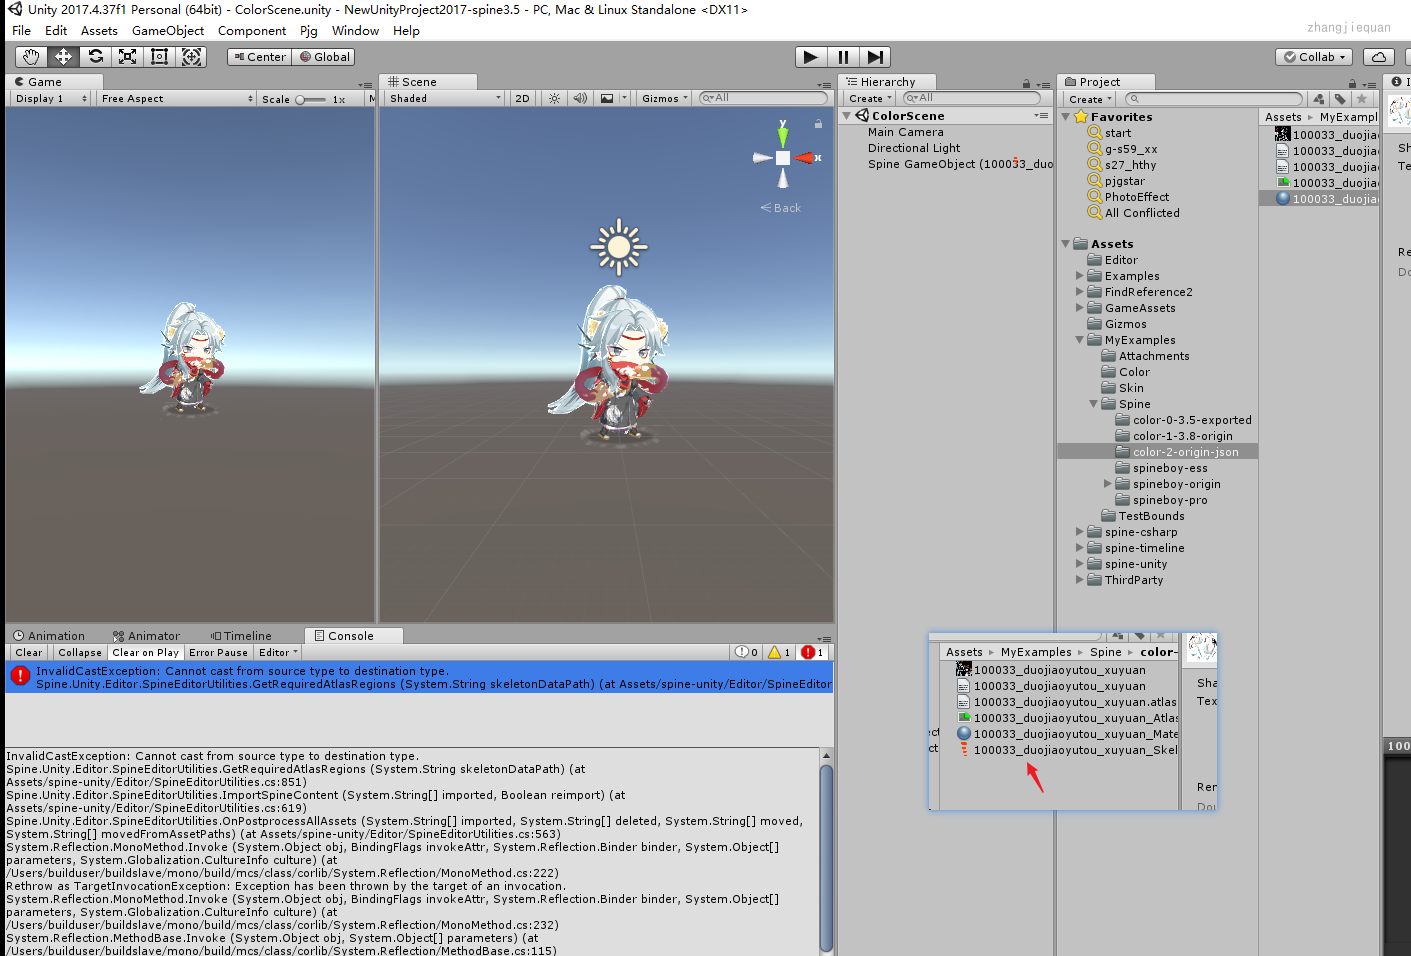 Unity 2017.4.37f1 Personal (64bit) - ColorScene.unity - NewUnityProject2017-spine3.5 - PC, Mac & Linux Standalone <DX11>
File Edit Assets GameObject Component Pjg Window Help
zhangjiequan
Center Global
Collab
Game
Display 1 Free Aspect Scale 1x M
Scene
Shaded 2D Gizmos All
Back
y
x
Hierarchy
Create All
ColorScene
Main Camera
Directional Light
Spine GameObject (100033_duo
Project
Create
Favorites
start
g-s59_xx
s27_hthy
pjgstar
PhotoEffect
All Conflicted
Assets
Editor
Examples
FindReference2
GameAssets
Gizmos
MyExamples
Attachments
Color
Skin
Spine
color-0-3.5-exported
color-1-3.8-origin
color-2-origin-json
spineboy-ess
spineboy-origin
spineboy-pro
TestBounds
spine-csharp
spine-timeline
spine-unity
ThirdParty
Assets MyExampl
100033_duojiao
100033_duojiao
100033_duojiao
100033_duojiao
100033_duojiao
I
Sh
Te
Re
Do
Assets MyExamples Spine color-
100033_duojiaoyutou_xuyuan
100033_duojiaoyutou_xuyuan
100033_duojiaoyutou_xuyuan.atlas
100033_duojiaoyutou_xuyuan_Atlas
100033_duojiaoyutou_xuyuan_Mate
100033_duojiaoyutou_xuyuan_Skel
Sha
Tex
Ren
Dou
100
Animation Animator Timeline Console
Clear Collapse Clear on Play Error Pause Editor 0 1 1
InvalidCastException: Cannot cast from source type to destination type.
Spine.Unity.Editor.SpineEditorUtilities.GetRequiredAtlasRegions (System.String skeletonDataPath) (at Assets/spine-unity/Editor/SpineEditor
InvalidCastException: Cannot cast from source type to destination type.
Spine.Unity.Editor.SpineEditorUtilities.GetRequiredAtlasRegions (System.String skeletonDataPath) (at
Assets/spine-unity/Editor/SpineEditorUtilities.cs:851)
Spine.Unity.Editor.SpineEditorUtilities.ImportSpineContent (System.String[] imported, Boolean reimport) (at
Assets/spine-unity/Editor/SpineEditorUtilities.cs:619)
Spine.Unity.Editor.SpineEditorUtilities.OnPostprocessAllAssets (System.String[] imported, System.String[] deleted, System.String[] moved,
System.String[] movedFromAssetPaths) (at Assets/spine-unity/Editor/SpineEditorUtilities.cs:563)
System.Reflection.MonoMethod.Invoke (System.Object obj, BindingFlags invokeAttr, System.Reflection.Binder binder, System.Object[]
parameters, System.Globalization.CultureInfo culture) (at
/Users/builduser/buildslave/mono/build/mcs/class/corlib/System.Reflection/MonoMethod.cs:222)
Rethrow as TargetInvocationException: Exception has been thrown by the target of an invocation.
System.Reflection.MonoMethod.Invoke (System.Object obj, BindingFlags invokeAttr, System.Reflection.Binder binder, System.Object[]
parameters, System.Globalization.CultureInfo culture) (at
/Users/builduser/buildslave/mono/build/mcs/class/corlib/System.Reflection/MonoMethod.cs:232)
System.Reflection.MethodBase.Invoke (System.Object obj, System.Object[] parameters) (at
/Users/builduser/buildslave/mono/build/mcs/class/corlib/System.Reflection/MethodBase.cs:115)